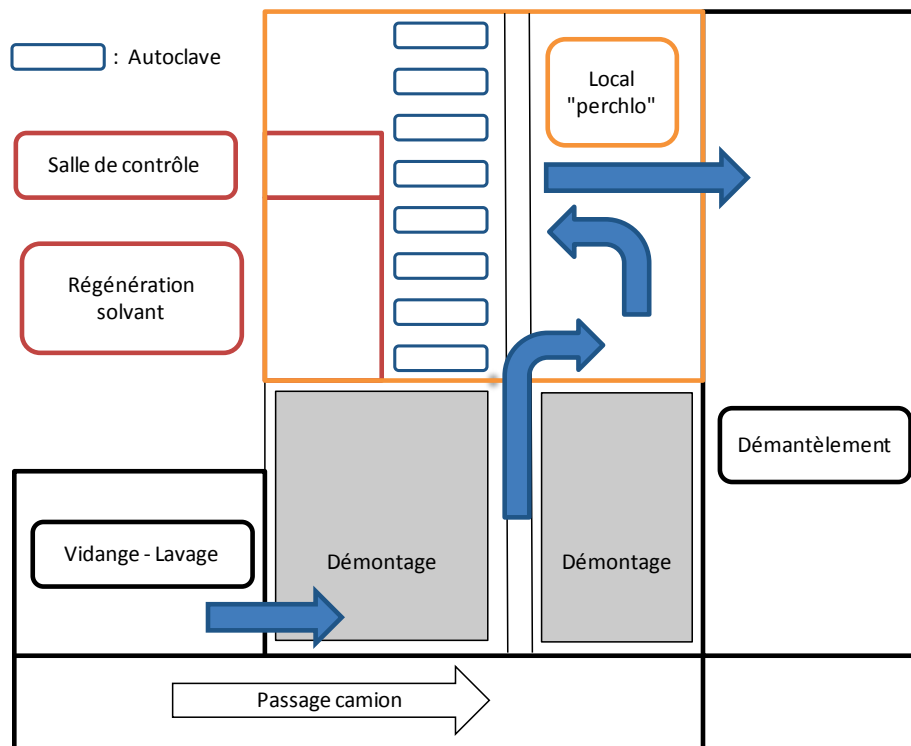 : Autoclave
Local
"perchlo"
Salle de contrôle
Régénération
solvant
Démantèlement
Vidange - Lavage
Démontage
Démontage
Passage camion